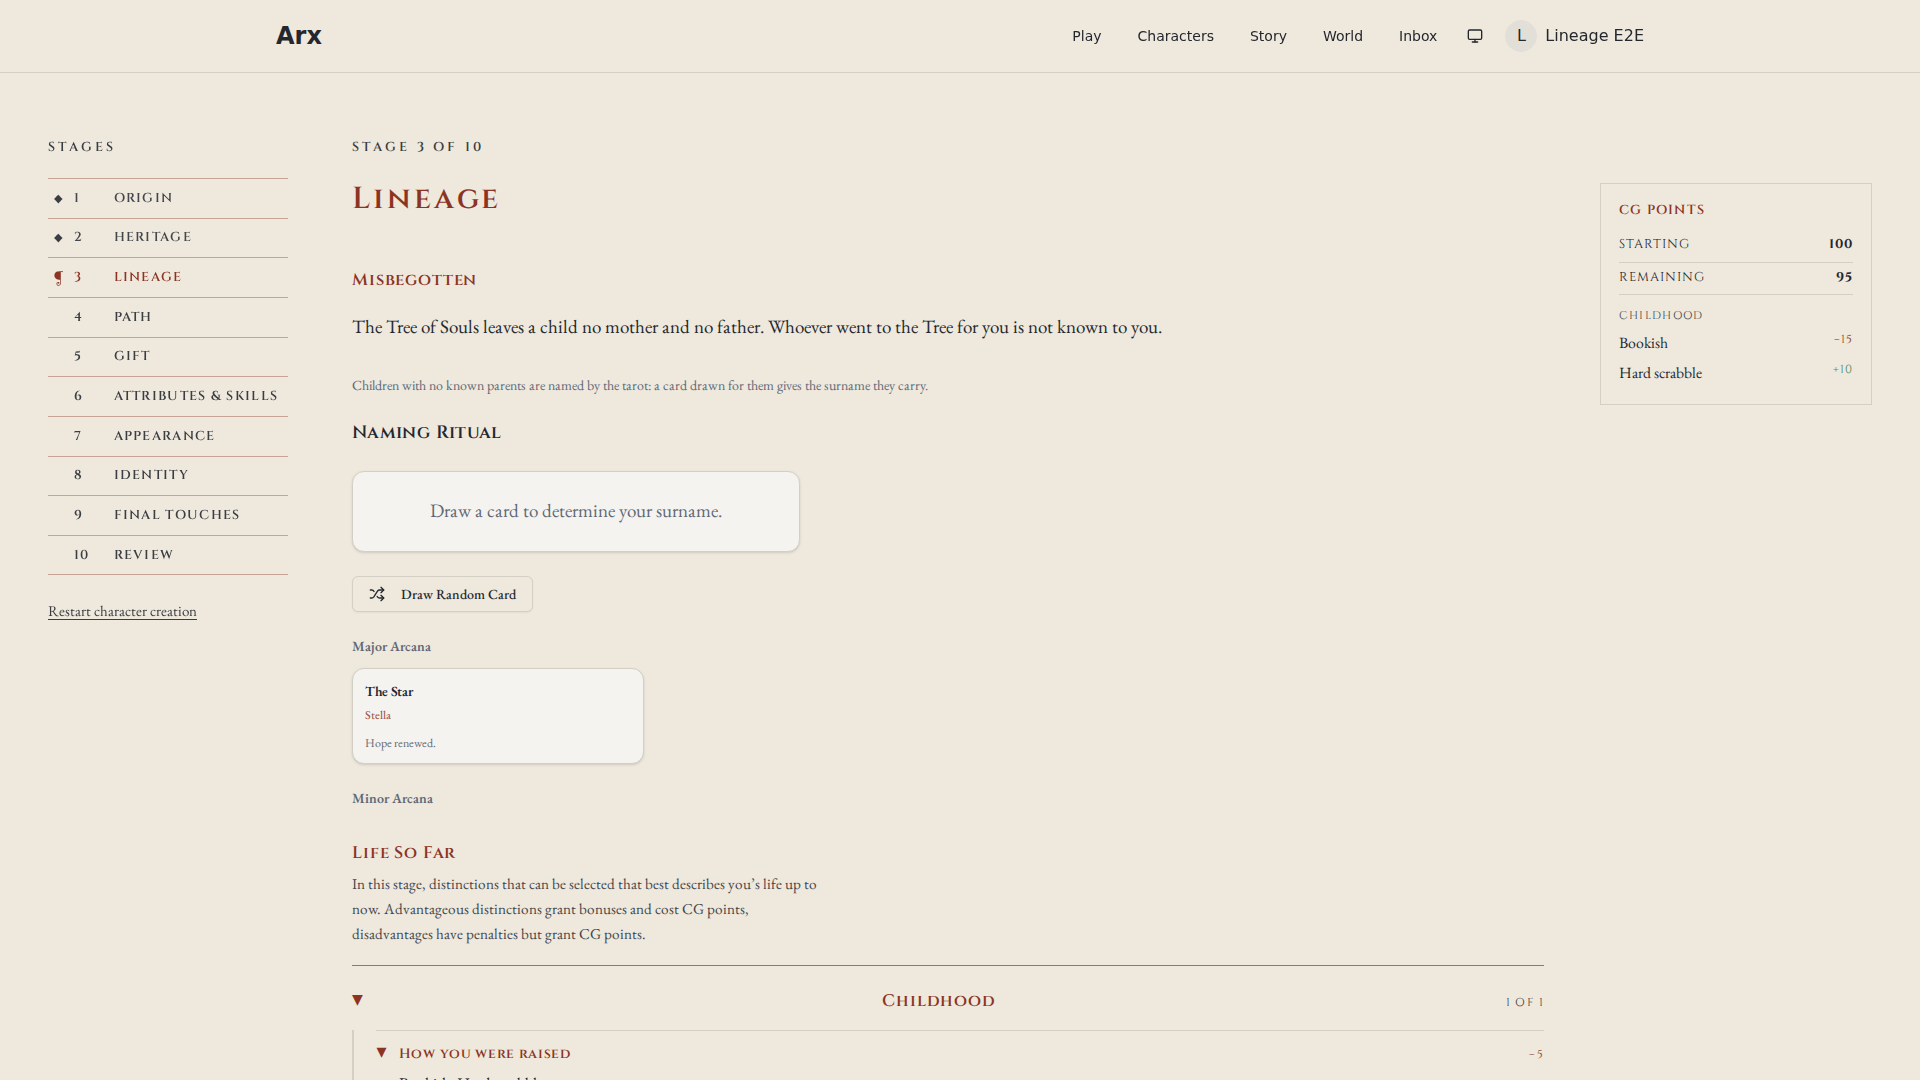 Arx
Play Characters Story World Inbox L Lineage E2E
STAGES
◆ 1 ORIGIN
◆ 2 HERITAGE
¶ 3 LINEAGE
4 PATH
5 GIFT
6 ATTRIBUTES & SKILLS
7 APPEARANCE
8 IDENTITY
9 FINAL TOUCHES
10 REVIEW
Restart character creation
STAGE 3 OF 10
LINEAGE
MISBEGOTTEN
The Tree of Souls leaves a child no mother and no father. Whoever went to the Tree for you is not known to you.
Children with no known parents are named by the tarot: a card drawn for them gives the surname they carry.
NAMING RITUAL
Draw a card to determine your surname.
Draw Random Card
Major Arcana
The Star
Stella
Hope renewed.
Minor Arcana
LIFE SO FAR
In this stage, distinctions that can be selected that best describes you’s life up to
now. Advantageous distinctions grant bonuses and cost CG points,
disadvantages have penalties but grant CG points.
▼ CHILDHOOD 1 OF 1
▼ HOW YOU WERE RAISED −5
CG POINTS
STARTING 100
REMAINING 95
CHILDHOOD
Bookish −15
Hard scrabble +10